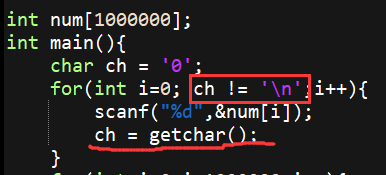 int num[1000000];
int main(){
char ch = '0';
for(int i=0; ch != '\n';i++){
scanf("%d",&num[i]);
ch = getchar();
}